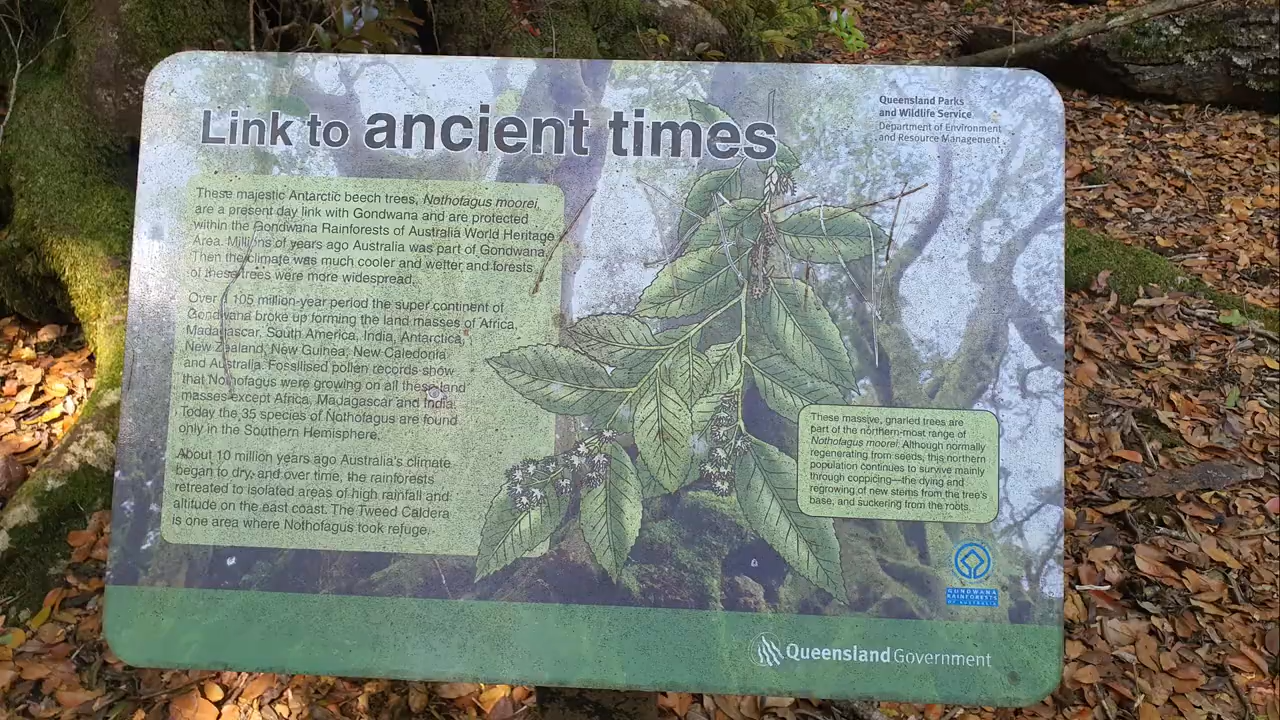 Link to ancient times
Queensland Parks
and Wildlife Service
Department of Environment
and Resource Management
These majestic Antarctic beech trees, Nothofagus moorei,
are a present day link with Gondwana and are protected
within the Gondwana Rainforests of Australia World Heritage
Area. Millions of years ago Australia was part of Gondwana.
Then the climate was much cooler and wetter and forests
of these trees were more widespread.
Over a 105 million-year period the super continent of
Gondwana broke up forming the land masses of Africa,
Madagascar, South America, India, Antarctica,
New Zealand, New Guinea, New Caledonia
and Australia. Fossilised pollen records show
that Nothofagus were growing on all these land
masses except Africa, Madagascar and India.
Today the 35 species of Nothofagus are found
only in the Southern Hemisphere.
About 10 million years ago Australia's climate
began to dry, and over time, the rainforests
retreated to isolated areas of high rainfall and
altitude on the east coast. The Tweed Caldera
is one area where Nothofagus took refuge.
These massive, gnarled trees are
part of the northern-most range of
Nothofagus moorei. Although normally
regenerating from seeds, this northern
population continues to survive mainly
through coppicing—the dying and
regrowing of new stems from the tree's
base, and suckering from the roots.
GONDWANA
RAINFORESTS
OF AUSTRALIA
Queensland Government